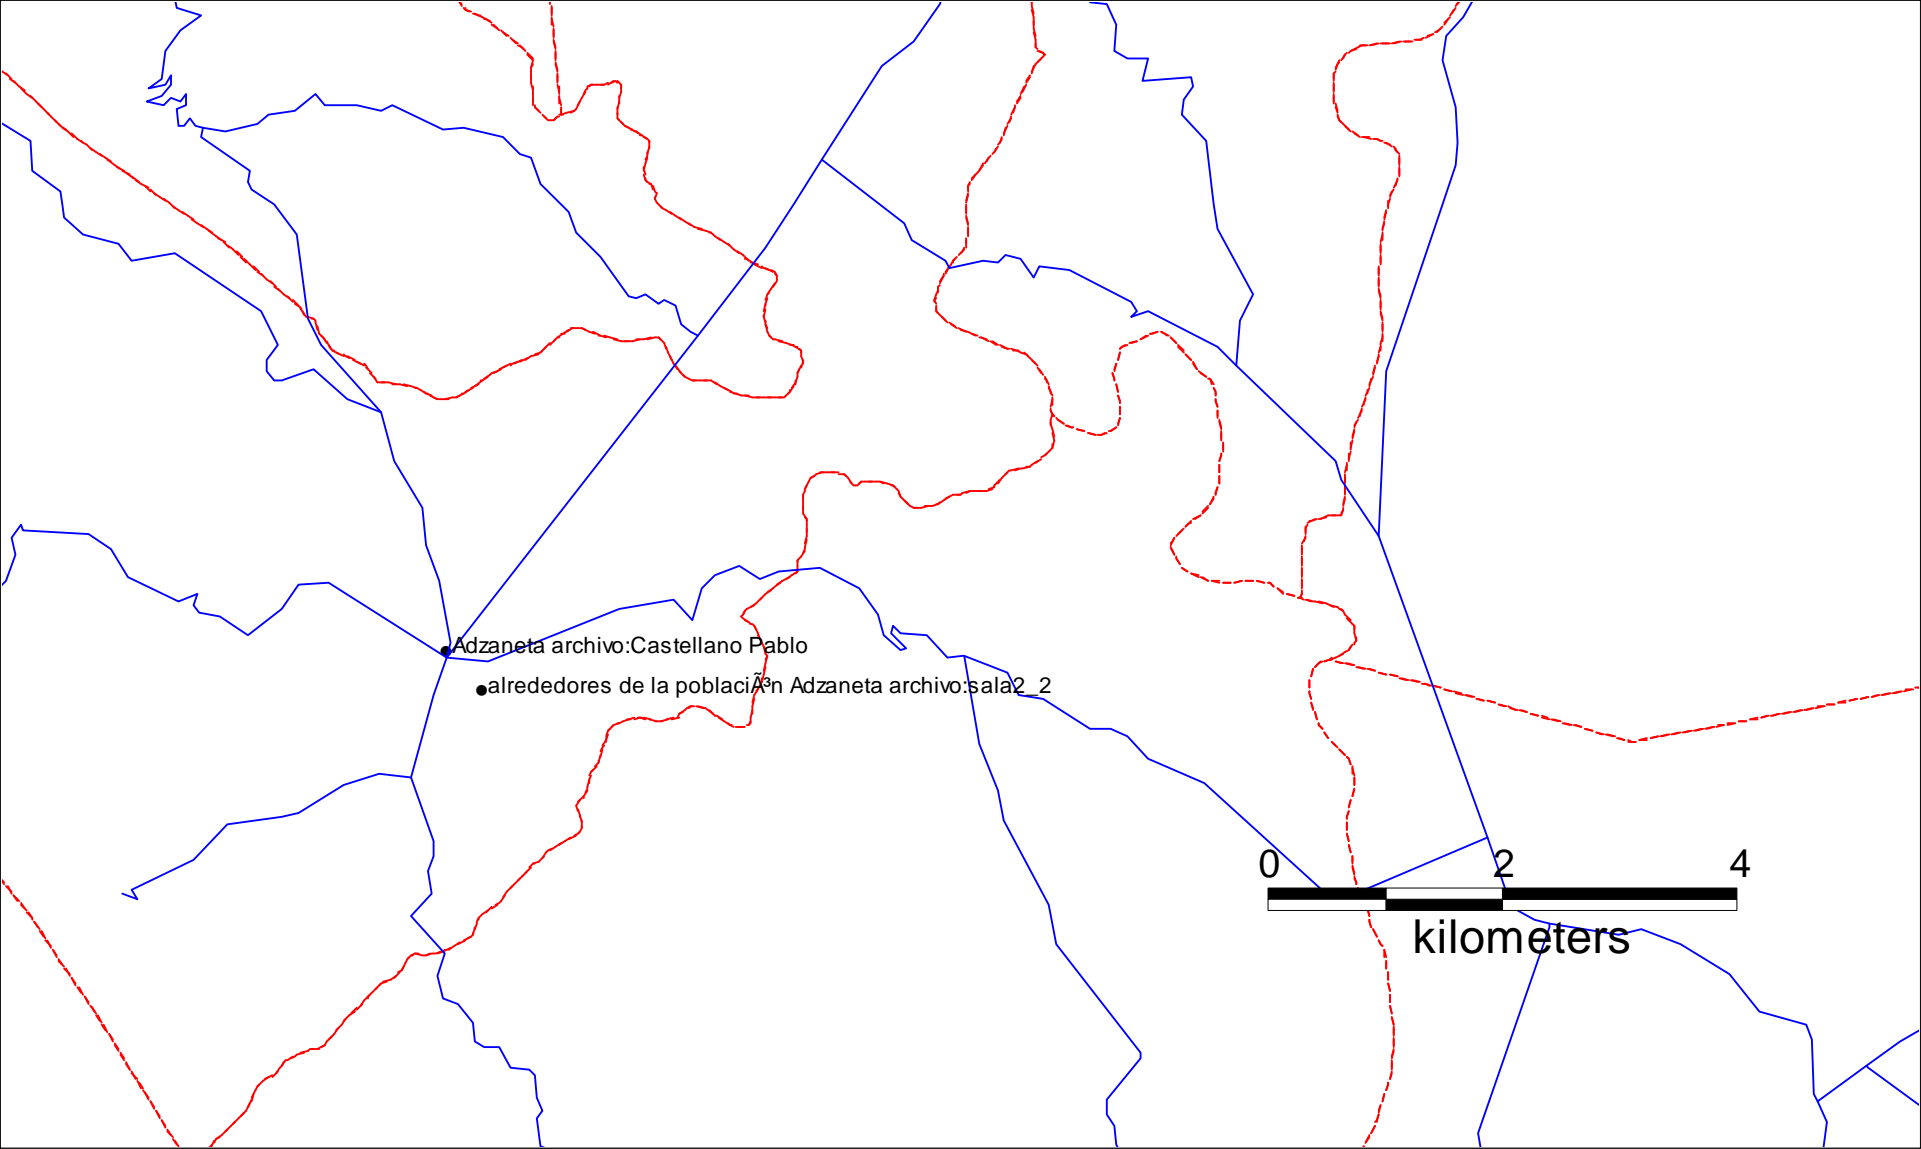 Adzaneta archivo:Castellano Pablo
alrededores de la poblaciÃ³n Adzaneta archivo:sala2_2
0 2 4
kilometers